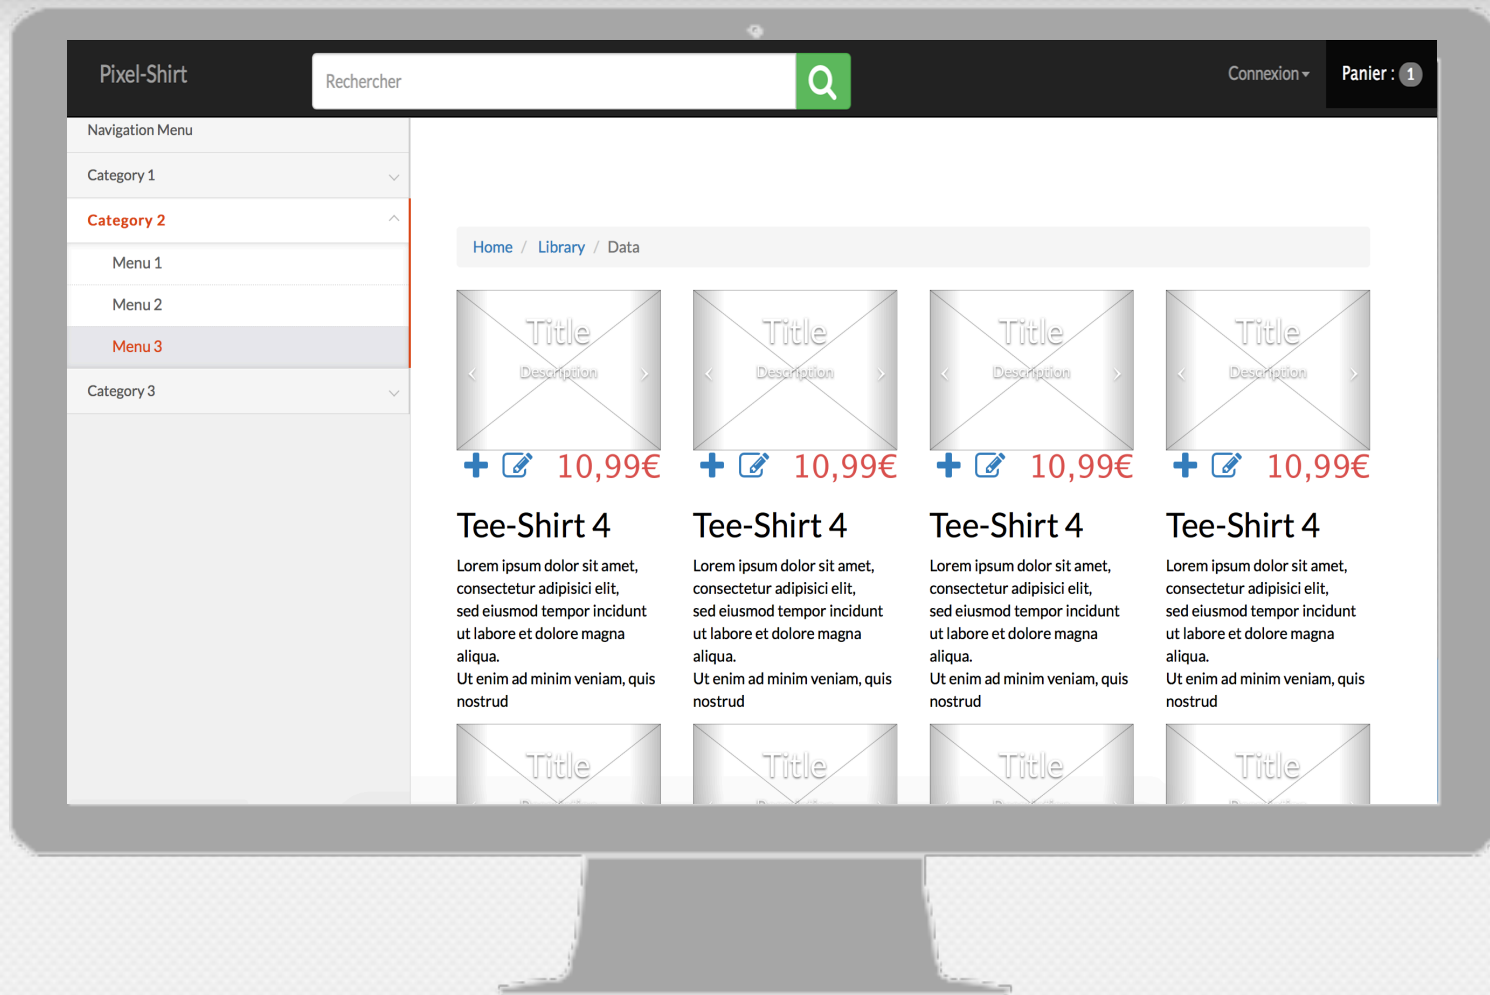 Pixel-Shirt
Rechercher
Connexion
Panier : 1
Navigation Menu
Category 1
Category 2
Menu 1
Menu 2
Menu 3
Category 3
Home / Library / Data
Title
Description
10,99€
Tee-Shirt 4
Lorem ipsum dolor sit amet,
consectetur adipisici elit,
sed eiusmod tempor incidunt
ut labore et dolore magna
aliqua.
Ut enim ad minim veniam, quis
nostrud
Title
Description
10,99€
Tee-Shirt 4
Lorem ipsum dolor sit amet,
consectetur adipisici elit,
sed eiusmod tempor incidunt
ut labore et dolore magna
aliqua.
Ut enim ad minim veniam, quis
nostrud
Title
Description
10,99€
Tee-Shirt 4
Lorem ipsum dolor sit amet,
consectetur adipisici elit,
sed eiusmod tempor incidunt
ut labore et dolore magna
aliqua.
Ut enim ad minim veniam, quis
nostrud
Title
Description
10,99€
Tee-Shirt 4
Lorem ipsum dolor sit amet,
consectetur adipisici elit,
sed eiusmod tempor incidunt
ut labore et dolore magna
aliqua.
Ut enim ad minim veniam, quis
nostrud
Title
Title
Title
Title